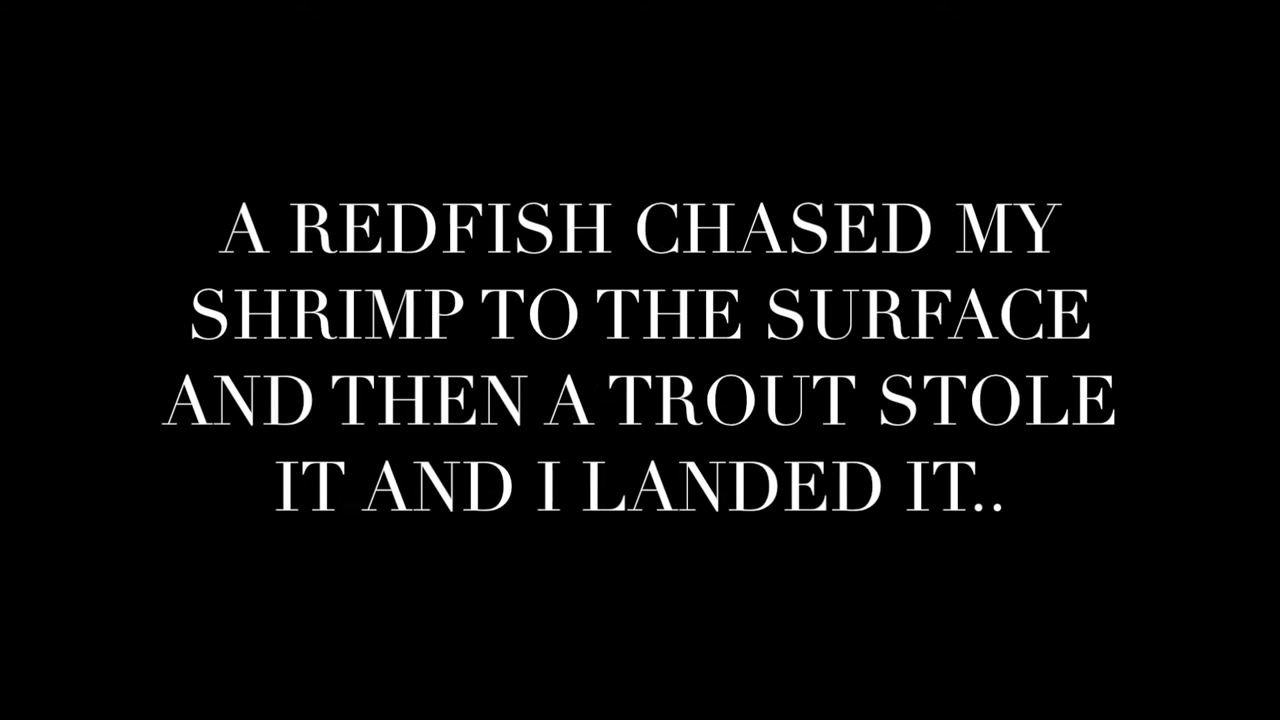 A REDFISH CHASED MY
SHRIMP TO THE SURFACE
AND THEN A TROUT STOLE
IT AND I LANDED IT..